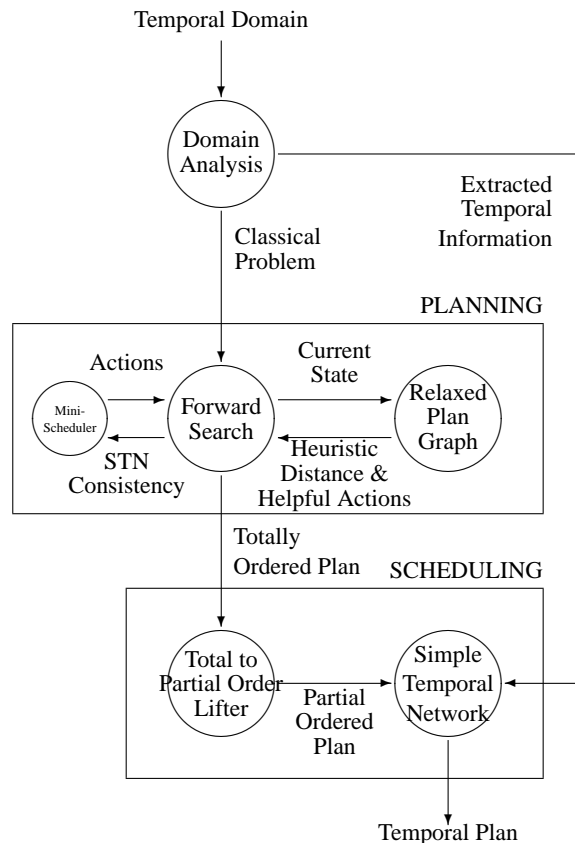 Temporal Domain
Domain
Analysis
Extracted
Temporal
Information
Classical
Problem
PLANNING
Actions
Current
State
Mini-
Scheduler
Forward
Search
Relaxed
Plan
Graph
STN
Consistency
Heuristic
Distance &
Helpful Actions
Totally
Ordered Plan
SCHEDULING
Total to
Partial Order
Lifter
Partial
Ordered
Plan
Simple
Temporal
Network
Temporal Plan